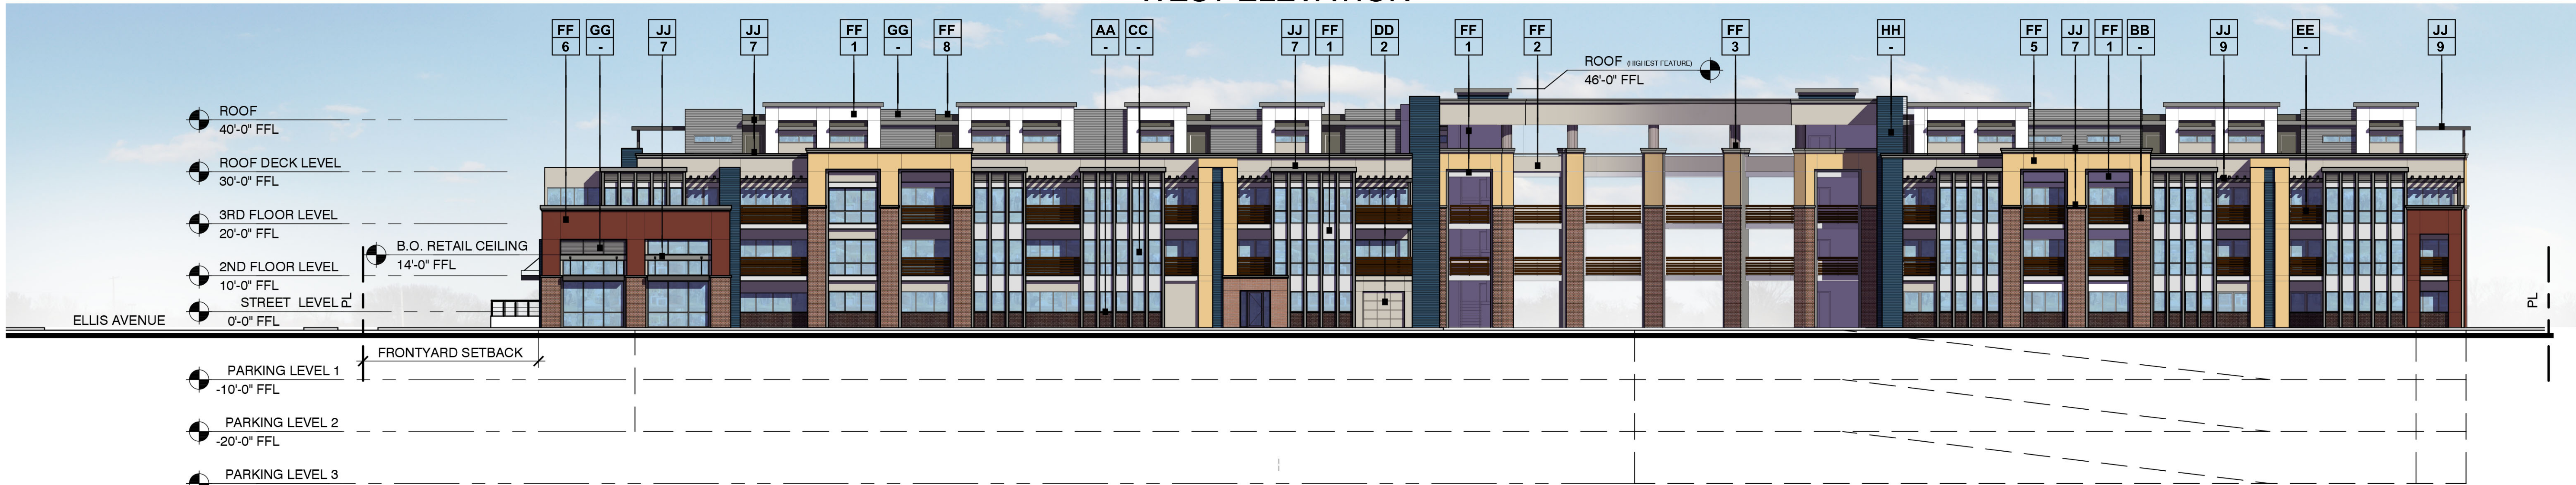 WEST ELEVATION
FF 6
GG -
JJ 7
JJ 7
FF 1
GG -
FF 8
AA -
CC -
JJ 7
FF 1
DD 2
FF 1
FF 2
FF 3
HH -
FF 5
JJ 7
FF 1
BB -
JJ 9
EE -
JJ 9
ROOF (HIGHEST FEATURE)
46'-0" FFL
ROOF
40'-0" FFL
ROOF DECK LEVEL
30'-0" FFL
3RD FLOOR LEVEL
20'-0" FFL
B.O. RETAIL CEILING
14'-0" FFL
2ND FLOOR LEVEL
10'-0" FFL
STREET LEVEL
0'-0" FFL
PL
PL
ELLIS AVENUE
FRONTYARD SETBACK
PARKING LEVEL 1
-10'-0" FFL
PARKING LEVEL 2
-20'-0" FFL
PARKING LEVEL 3